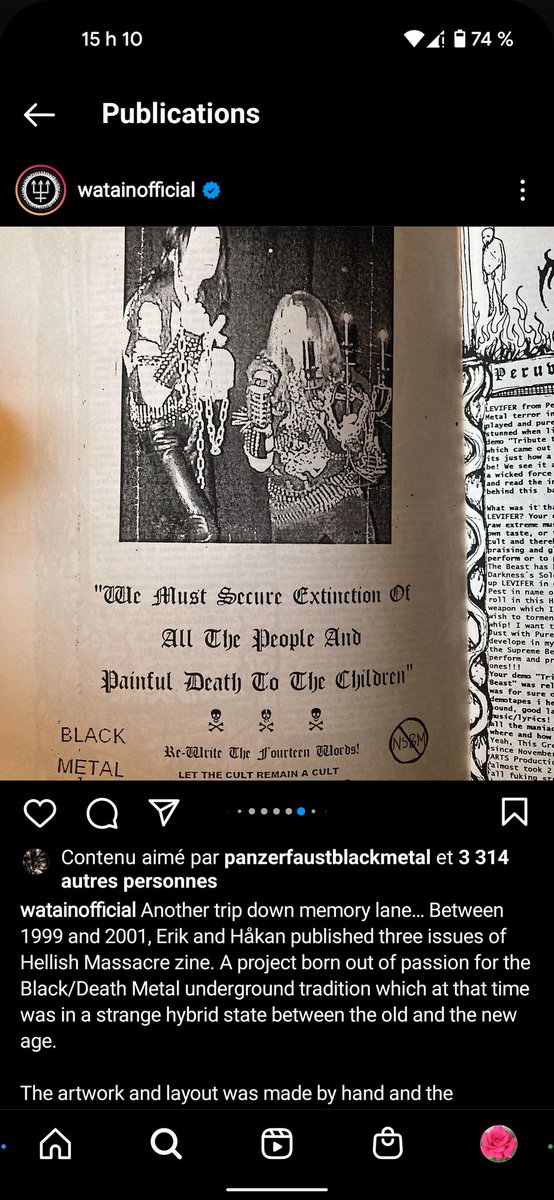 15 h 10
74 %
Publications
watainofficial
"We Must Secure Extinction Of
All The People And
Painful Death To The Children"
Re-Write The Fourteen Words!
BLACK
METAL
NSBM
LET THE CULT REMAIN A CULT
Peruv
LEVIFER from Pe
Metal terror in
played and pure
stunned when li
demo "Tribute t
which came out
its just how a
be! We see it a
a wicked force
and read the in
behind this ba
What was it tha
LEVIFER? Your
raw extreme mus
own taste, or
cult and thereb
praising and gl
perform or to p
The Beast has
Darkness´s Sol
up LEVIFER in
Pest in name o
roll in this H
weapon which I
wish to tormen
whip! I want t
Just with Pure
develope in my
the Supreme Be
perform and pr
ones!!!
Your demo "Tri
Beast" was rel
was for sure o
demotapes i he
sound, good la
music/lyrics!
all the maniac
where and how
Yeah, This Gre
since November
ARTS Productio
almost took 2
all fuking st
Contenu aimé par panzerfaustblackmetal et 3 314
autres personnes
watainofficial Another trip down memory lane… Between
1999 and 2001, Erik and Håkan published three issues of
Hellish Massacre zine. A project born out of passion for the
Black/Death Metal underground tradition which at that time
was in a strange hybrid state between the old and the new
age.
The artwork and layout was made by hand and the